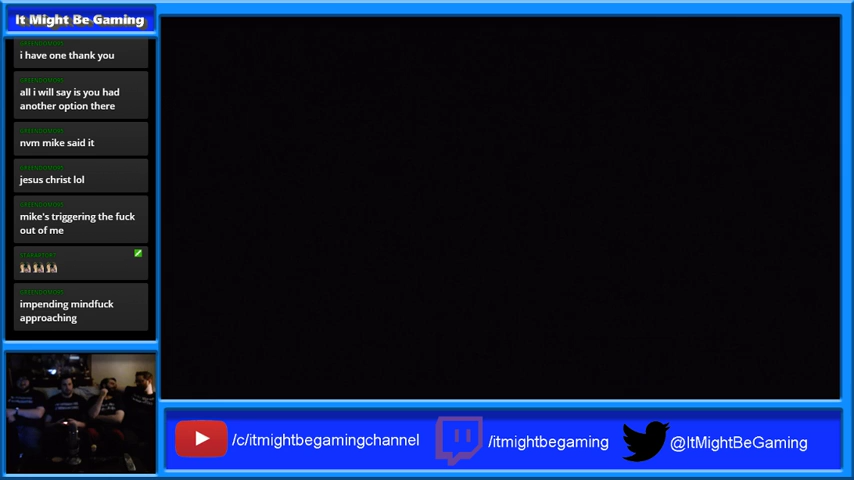 It Might Be Gaming
i have one thank you
all i will say is you had
another option there
nvm mike said it
jesus christ lol
mike's triggering the fuck
out of me
impending mindfuck
approaching
/c/itmightbegamingchannel
/itmightbegaming
@ItMightBeGaming